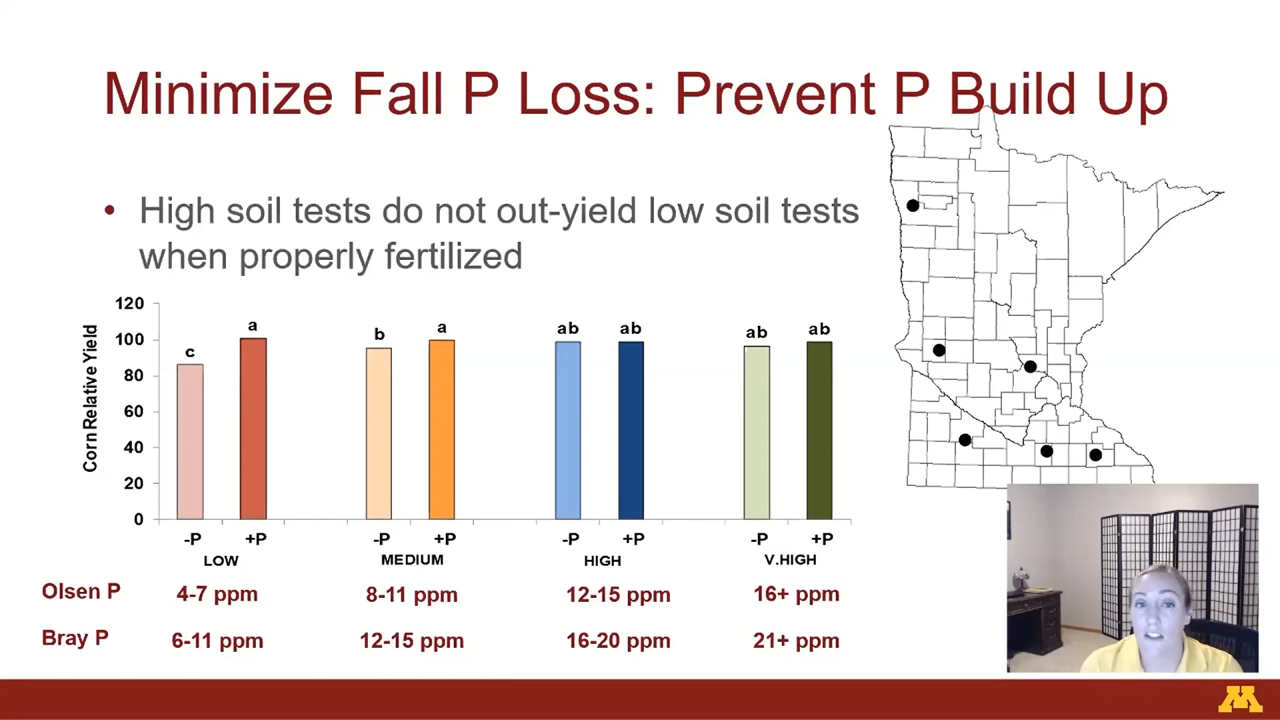 Minimize Fall P Loss: Prevent P Build Up
• High soil tests do not out-yield low soil tests
when properly fertilized
Corn Relative Yield
120
100
80
60
40
20
0
c
a
b
a
ab
ab
ab
ab
-P +P -P +P -P +P -P +P
LOW MEDIUM HIGH V.HIGH
Olsen P 4-7 ppm 8-11 ppm 12-15 ppm 16+ ppm
Bray P 6-11 ppm 12-15 ppm 16-20 ppm 21+ ppm
M